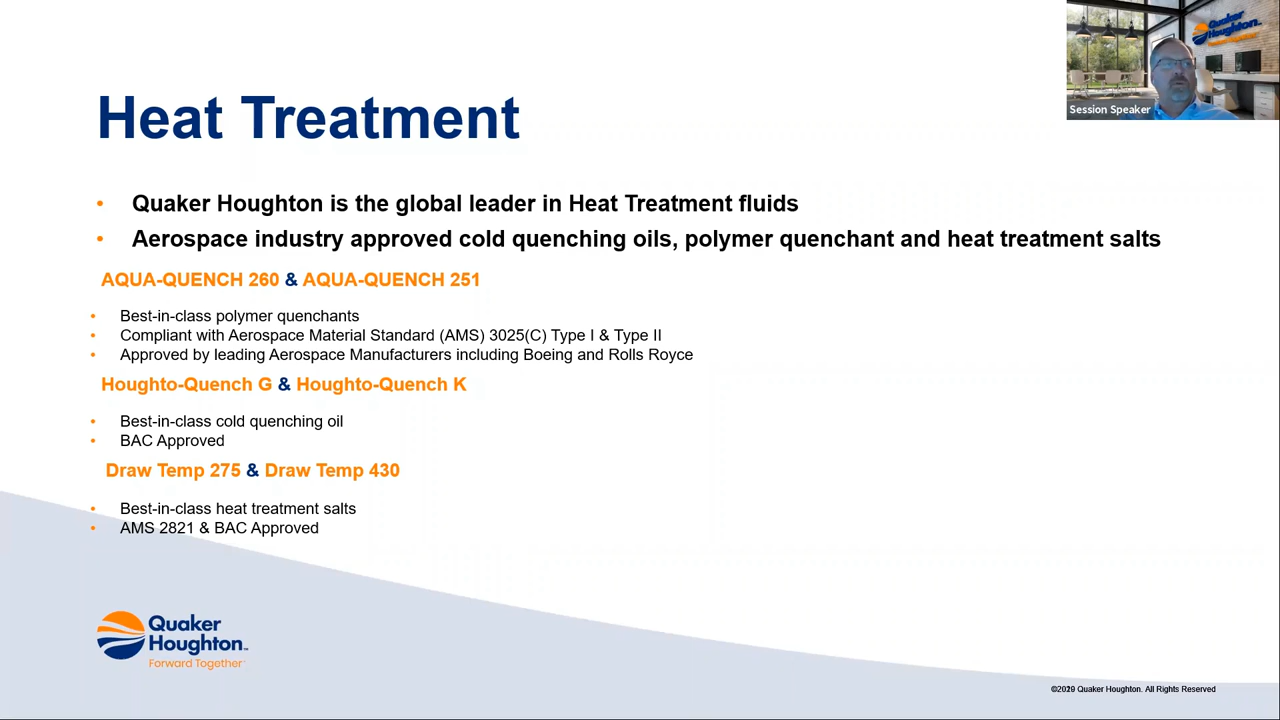 Quaker
Houghton
Forward Together
Session Speaker
Heat Treatment
• Quaker Houghton is the global leader in Heat Treatment fluids
• Aerospace industry approved cold quenching oils, polymer quenchant and heat treatment salts
AQUA-QUENCH 260 & AQUA-QUENCH 251
• Best-in-class polymer quenchants
• Compliant with Aerospace Material Standard (AMS) 3025(C) Type I & Type II
• Approved by leading Aerospace Manufacturers including Boeing and Rolls Royce
Houghto-Quench G & Houghto-Quench K
• Best-in-class cold quenching oil
• BAC Approved
Draw Temp 275 & Draw Temp 430
• Best-in-class heat treatment salts
• AMS 2821 & BAC Approved
Quaker
Houghton™
Forward Together™
Quaker Houghton. All Rights Reserved